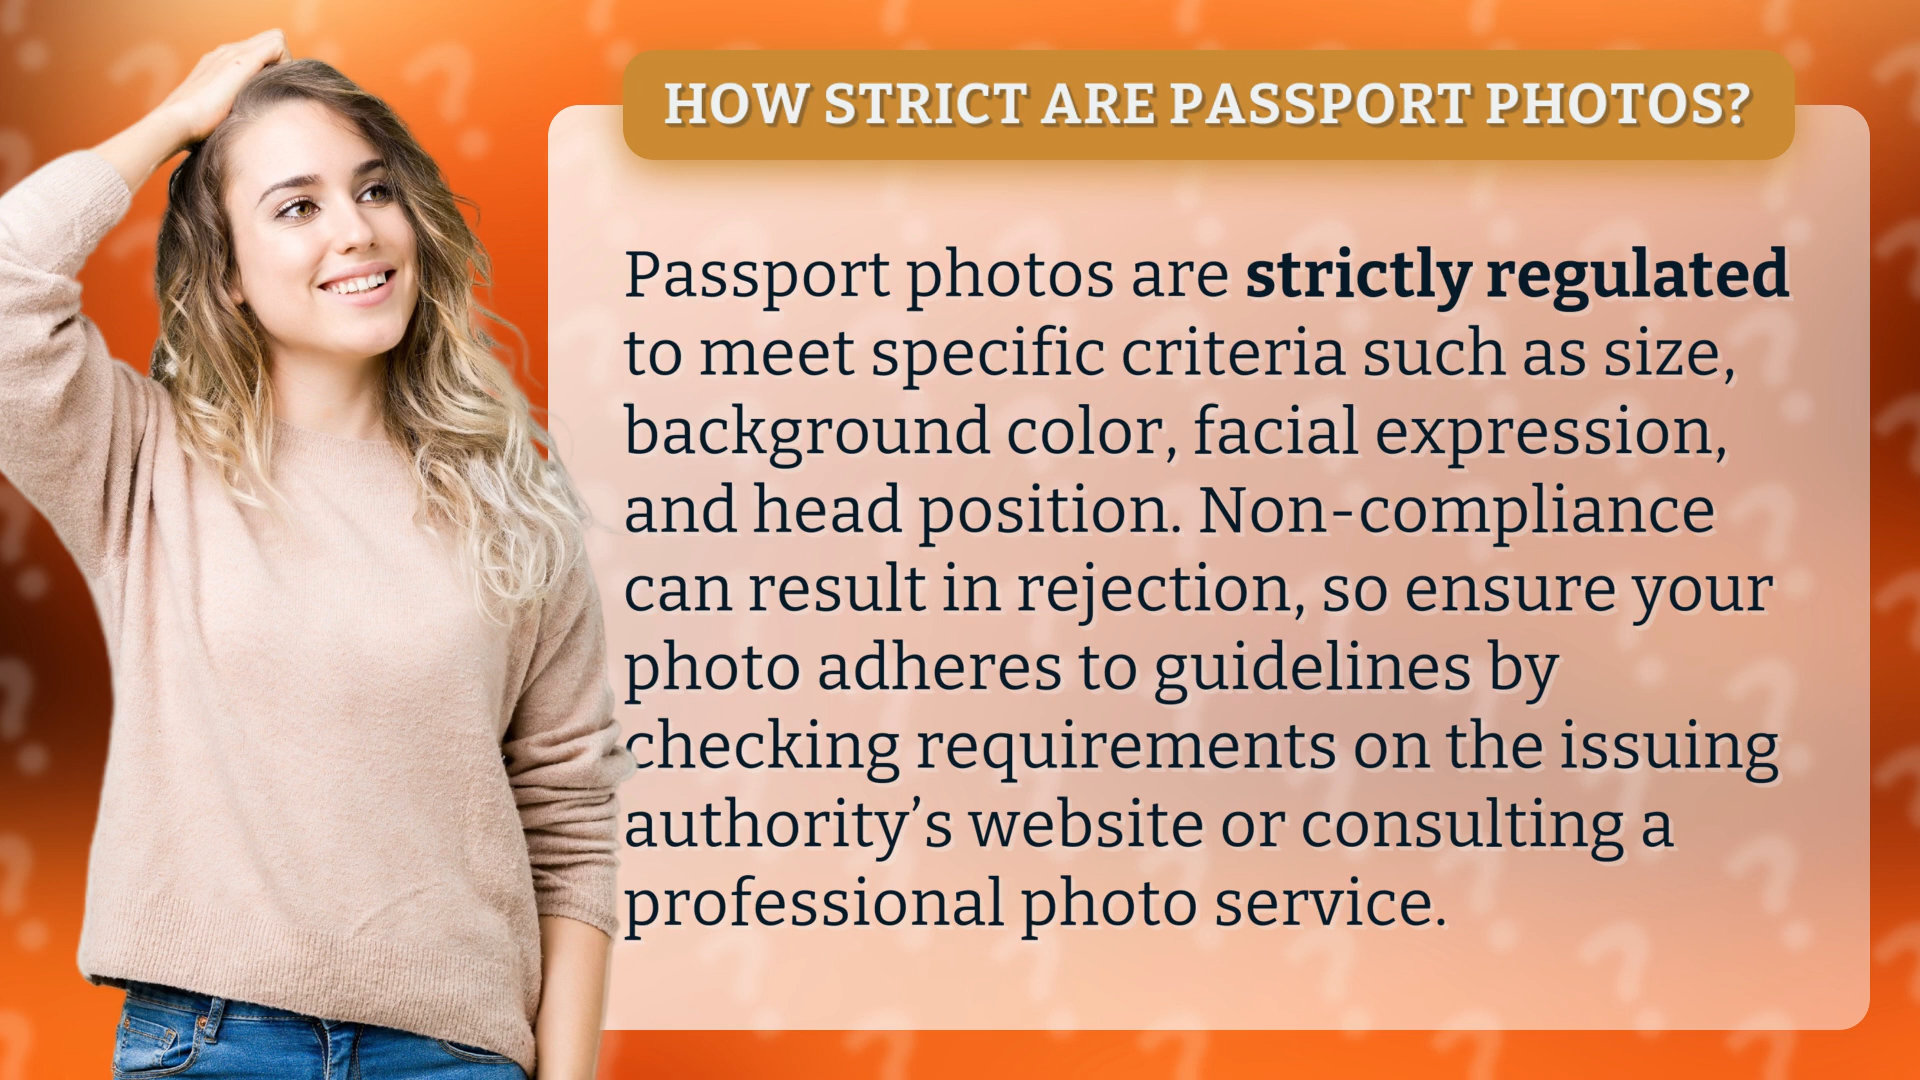 HOW STRICT ARE PASSPORT PHOTOS?
Passport photos are strictly regulated
to meet specific criteria such as size,
background color, facial expression,
and head position. Non-compliance
can result in rejection, so ensure your
photo adheres to guidelines by
checking requirements on the issuing
authority’s website or consulting a
professional photo service.